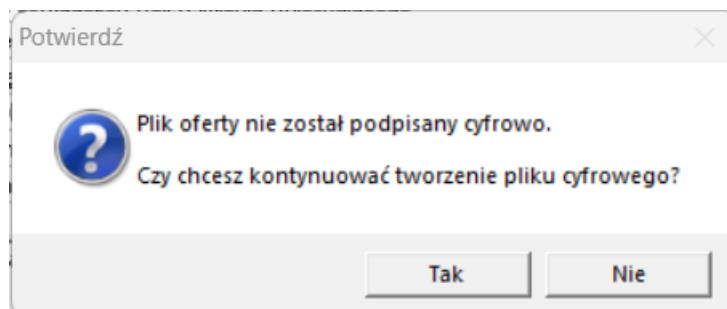 Potwierdź
Plik oferty nie został podpisany cyfrowo.
Czy chcesz kontynuować tworzenie pliku cyfrowego?
Tak
Nie